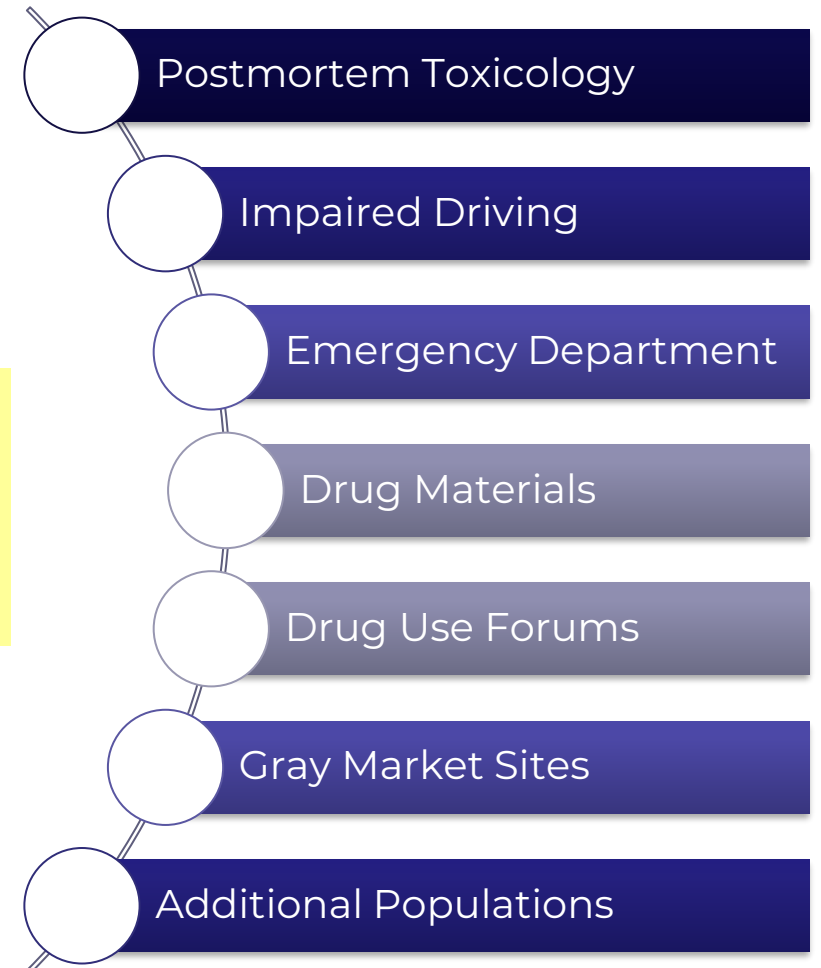 Postmortem Toxicology
Impaired Driving
Emergency Department
Drug Materials
Drug Use Forums
Gray Market Sites
Additional Populations